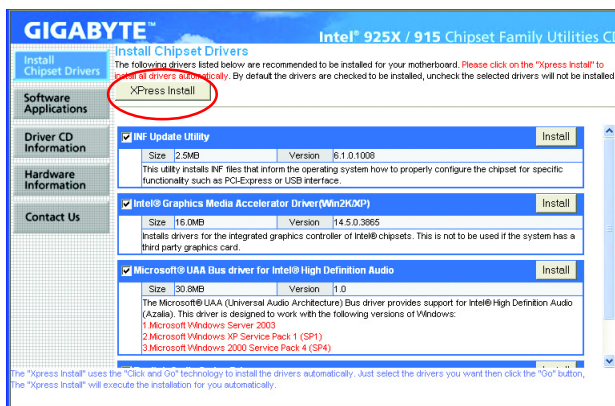 GIGABYTE™
Intel® 925X / 915 Chipset Family Utilities CD
Install
Chipset Drivers
Software
Applications
Driver CD
Information
Hardware
Information
Contact Us
Install Chipset Drivers
The following drivers listed below are recommended to be installed for your motherboard. Please click on the "Xpress Install" to
install all drivers automatically. By default the drivers are checked to be installed, uncheck the selected drivers will not be installed
XPress Install
INF Update Utility Install
Size 2.5MB Version 6.1.0.1008
This utility installs INF files that inform the operating system how to properly configure the chipset for specific
functionality such as PCI-Express or USB interface.
Intel® Graphics Media Accelerator Driver(Win2K/XP) Install
Size 16.0MB Version 14.5.0.3865
Installs drivers for the integrated graphics controller of Intel® chipsets. This is not to be used if the system has a
third party graphics card.
Microsoft® UAA Bus driver for Intel® High Definition Audio Install
Size 30.8MB Version 1.0
The Microsoft® UAA (Universal Audio Architecture) Bus driver provides support for Intel® High Definition Audio
(Azalia). This driver is designed to work with the following versions of Windows:
1.Microsoft Windows Server 2003
2.Microsoft Windows XP Service Pack 1 (SP1)
3.Microsoft Windows 2000 Service Pack 4 (SP4)
The "Xpress Install" uses the "Click and Go" technology to install the drivers automatically. Just select the drivers you want then click the "Go" button,
The "Xpress Install" will execute the installation for you automatically.